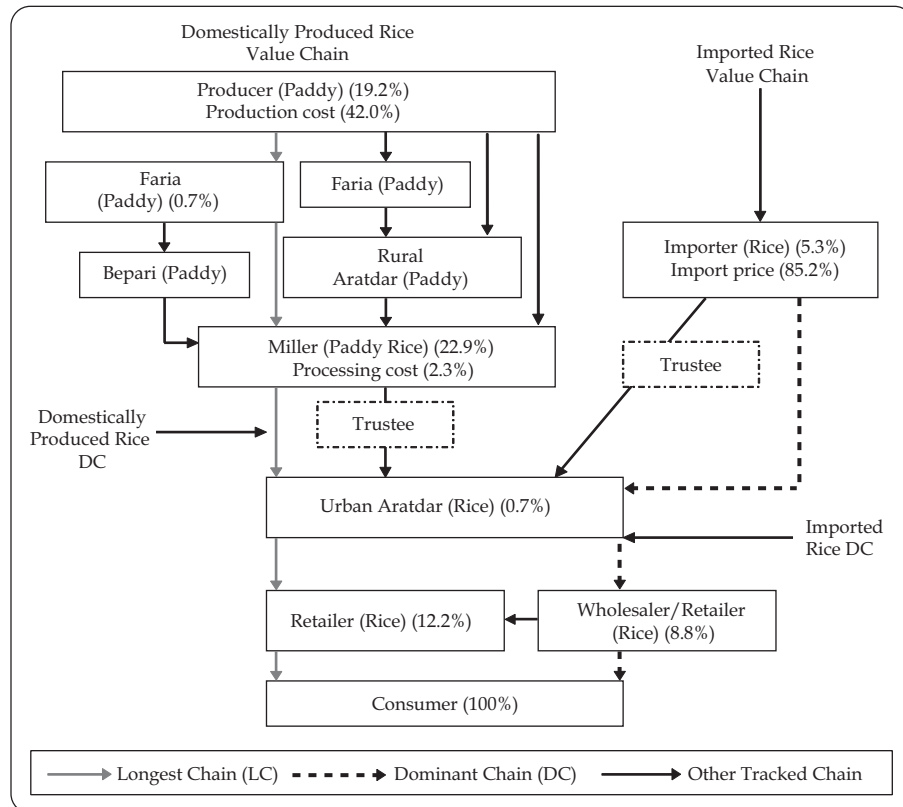 Domestically Produced Rice
Value Chain
Imported Rice
Value Chain
Producer (Paddy) (19.2%)
Production cost (42.0%)
Faria
(Paddy) (0.7%)
Faria (Paddy)
Bepari (Paddy)
Rural
Aratdar (Paddy)
Importer (Rice) (5.3%)
Import price (85.2%)
Miller (Paddy Rice) (22.9%)
Processing cost (2.3%)
Trustee
Domestically
Produced Rice
DC
Trustee
Urban Aratdar (Rice) (0.7%)
Imported
Rice DC
Retailer (Rice) (12.2%)
Wholesaler/Retailer
(Rice) (8.8%)
Consumer (100%)
Longest Chain (LC)
Dominant Chain (DC)
Other Tracked Chain